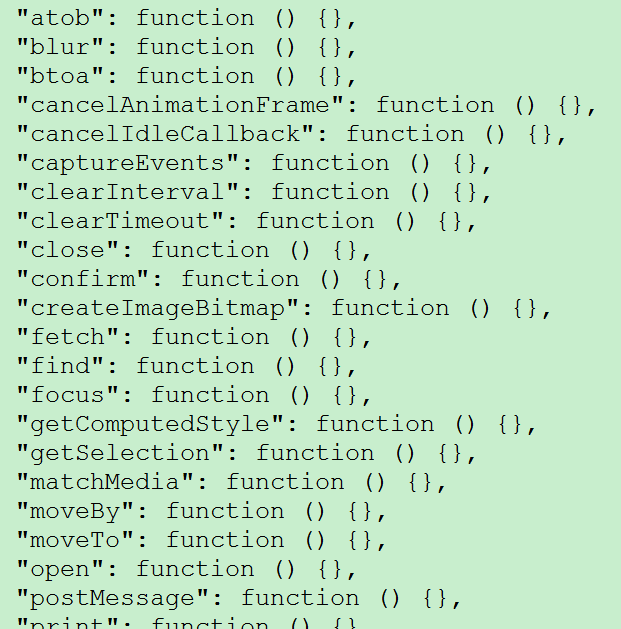 "atob": function () {},
"blur": function () {},
"btoa": function () {},
"cancelAnimationFrame": function () {},
"cancelIdleCallback": function () {},
"captureEvents": function () {},
"clearInterval": function () {},
"clearTimeout": function () {},
"close": function () {},
"confirm": function () {},
"createImageBitmap": function () {},
"fetch": function () {},
"find": function () {},
"focus": function () {},
"getComputedStyle": function () {},
"getSelection": function () {},
"matchMedia": function () {},
"moveBy": function () {},
"moveTo": function () {},
"open": function () {},
"postMessage": function () {},
"print": function () {}